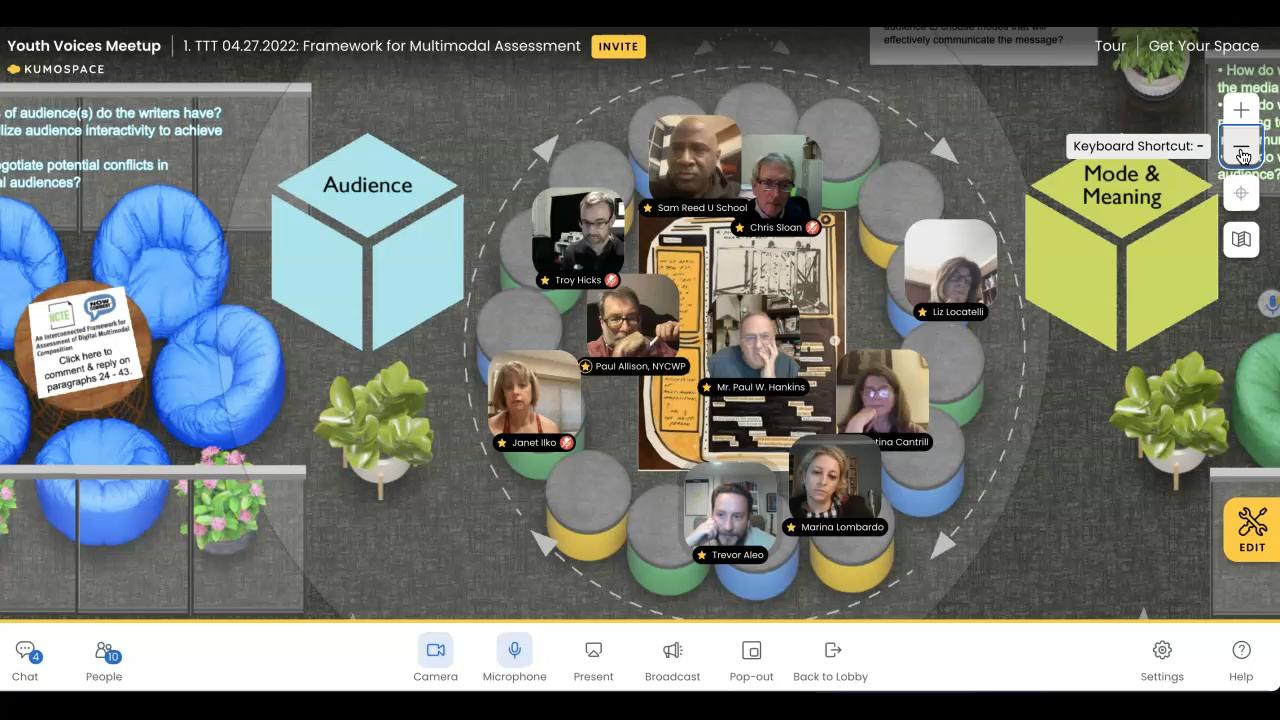 Youth Voices Meetup
1. TTT 04.27.2022: Framework for Multimodal Assessment
INVITE
effectively communicate the message?
Tour
Get Your Space
KUMOSPACE
s of audience(s) do the writers have?
lize audience interactivity to achieve
egotiate potential conflicts in
al audiences?
• How do
the media
Audience
Keyboard Shortcut: -
Mode &
Meaning
audience?
Sam Reed U School
Chris Sloan
Troy Hicks
Liz Locatelli
NCTE
NOW
An Interconnected Framework for
Assessment of Digital Multimodal
Composition
Click here to
comment & reply on
paragraphs 24 - 43.
Paul Allison, NYCWP
Mr. Paul W. Hankins
Janet Ilko
tina Cantrill
Marina Lombardo
Trevor Aleo
EDIT
4
Chat
10
People
Camera
Microphone
Present
Broadcast
Pop-out
Back to Lobby
Settings
Help